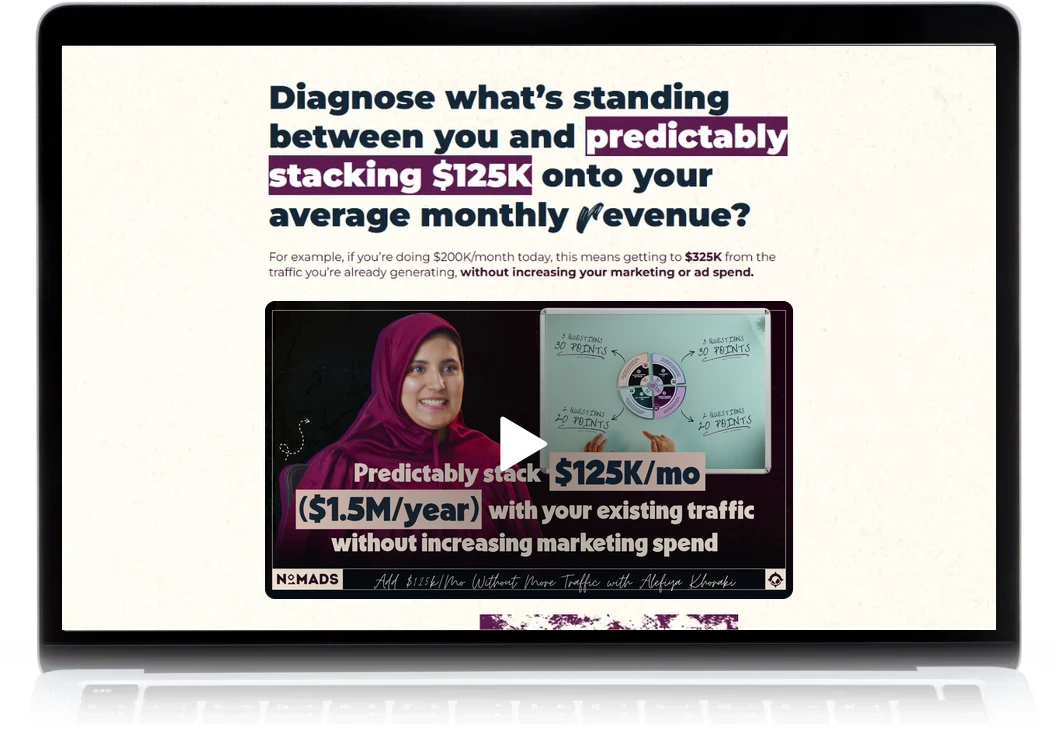 Diagnose what's standing
between you and predictably
stacking $125K onto your
average monthly revenue?
For example, if you're doing $200K/month today, this means getting to $325K from the
traffic you're already generating, without increasing your marketing or ad spend.
3 QUESTIONS
30 POINTS
3 QUESTIONS
30 POINTS
2 QUESTIONS
20 POINTS
2 QUESTIONS
20 POINTS
Predictably stack $125K/mo
($1.5M/year) with your existing traffic
without increasing marketing spend
NOMADS
Add $125k/Mo Without More Traffic with Alefiya Khoraki
esc